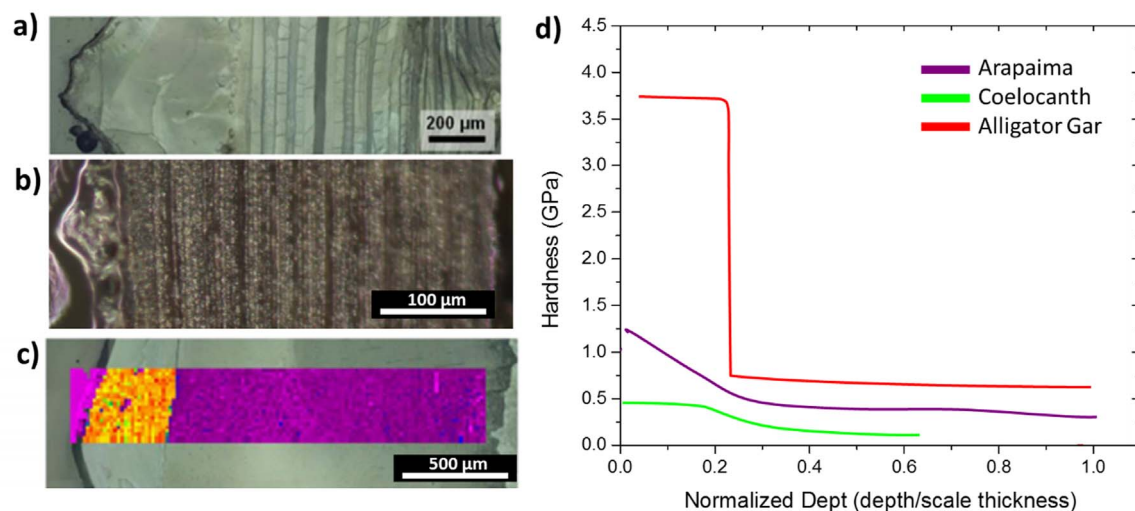 a)
200 µm
b)
100 µm
c)
500 µm
d)
4.5
4.0
3.5
3.0
2.5
2.0
1.5
1.0
0.5
0.0
Hardness (GPa)
Arapaima
Coelocanth
Alligator Gar
0.0 0.2 0.4 0.6 0.8 1.0
Normalized Dept (depth/scale thickness)